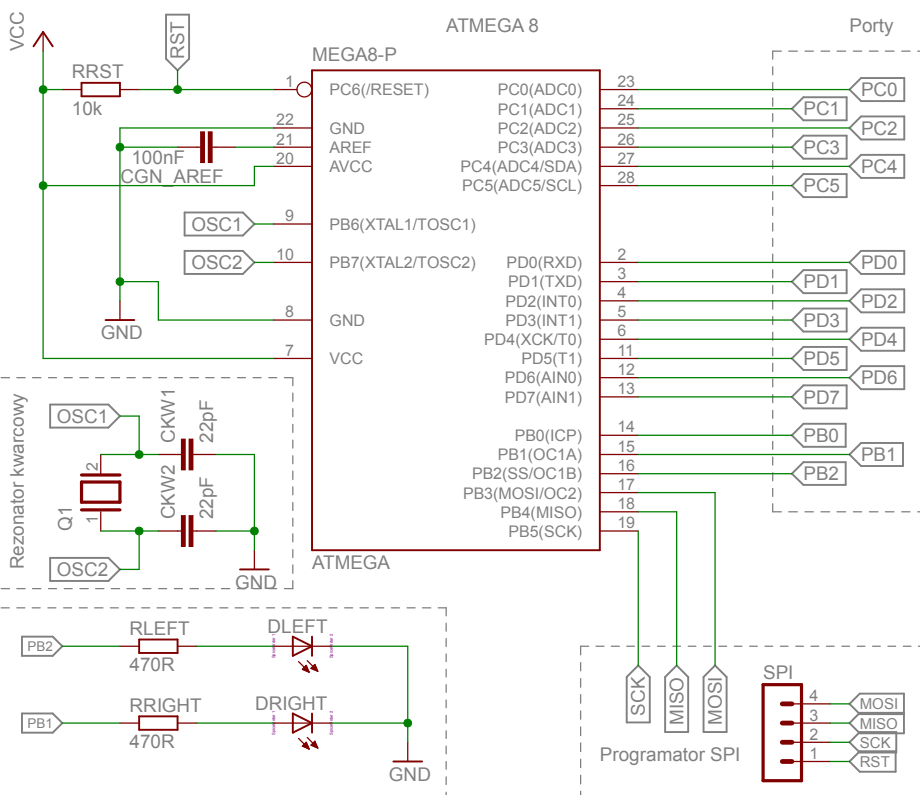 ATMEGA 8
Porty
VCC
RST
MEGA8-P
RRST
10k
1
PC6(/RESET)
22
GND
21
AREF
20
AVCC
100nF
CGN_AREF
OSC1
9
PB6(XTAL1/TOSC1)
OSC2
10
PB7(XTAL2/TOSC2)
8
GND
GND
7
VCC
PC0(ADC0)
23
PC0
PC1(ADC1)
24
PC1
PC2(ADC2)
25
PC2
PC3(ADC3)
26
PC3
PC4(ADC4/SDA)
27
PC4
PC5(ADC5/SCL)
28
PC5
PD0(RXD)
2
PD0
PD1(TXD)
3
PD1
PD2(INT0)
4
PD2
PD3(INT1)
5
PD3
PD4(XCK/T0)
6
PD4
PD5(T1)
11
PD5
PD6(AIN0)
12
PD6
PD7(AIN1)
13
PD7
PB0(ICP)
14
PB0
PB1(OC1A)
15
PB1
PB2(SS/OC1B)
16
PB2
PB3(MOSI/OC2)
17
PB4(MISO)
18
PB5(SCK)
19
ATMEGA
Rezonator kwarcowy
OSC1
CKW1
22pF
2
Q1
1
CKW2
22pF
OSC2
GND
PB2
RLEFT
470R
DLEFT
PB1
RRIGHT
470R
DRIGHT
GND
SCK
MISO
MOSI
Programator SPI
SPI
4
MOSI
3
MISO
2
SCK
1
RST